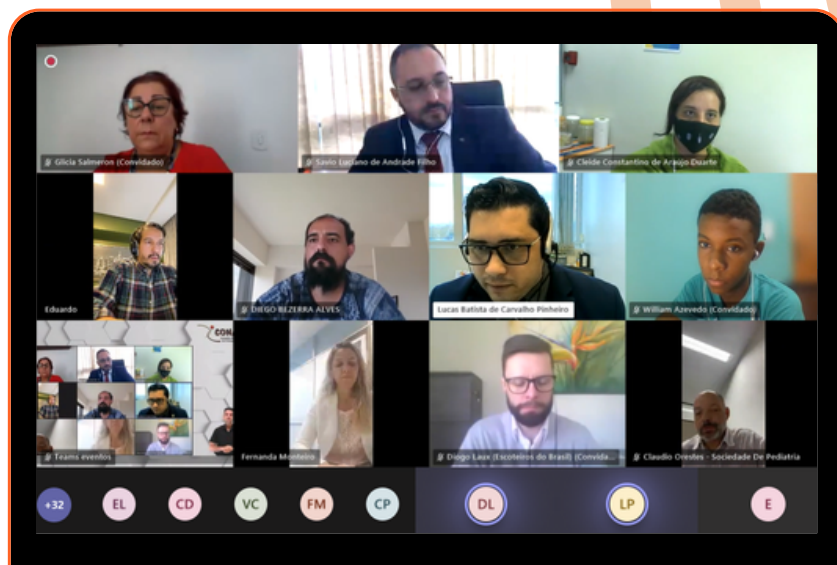 Glicia Salmeron (Convidado)
Savio Luciano de Andrade Filho
Cleide Constantino de Araújo Duarte
Eduardo
DIEGO BEZERRA ALVES
Lucas Batista de Carvalho Pinheiro
William Azevedo (Convidado)
Teams eventos
Fernanda Monteiro
Diogo Laux (Escoteiros do Brasil) (Convida...
Claudio Orestes - Sociedade De Pediatria
+32
EL
CD
VC
FM
CP
DL
LP
E